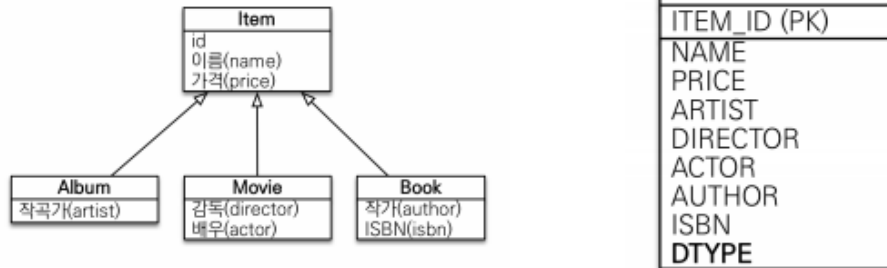 Item
id
이름(name)
가격(price)
Album
작곡가(artist)
Movie
감독(director)
배우(actor)
Book
작가(author)
ISBN(isbn)
ITEM_ID (PK)
NAME
PRICE
ARTIST
DIRECTOR
ACTOR
AUTHOR
ISBN
DTYPE